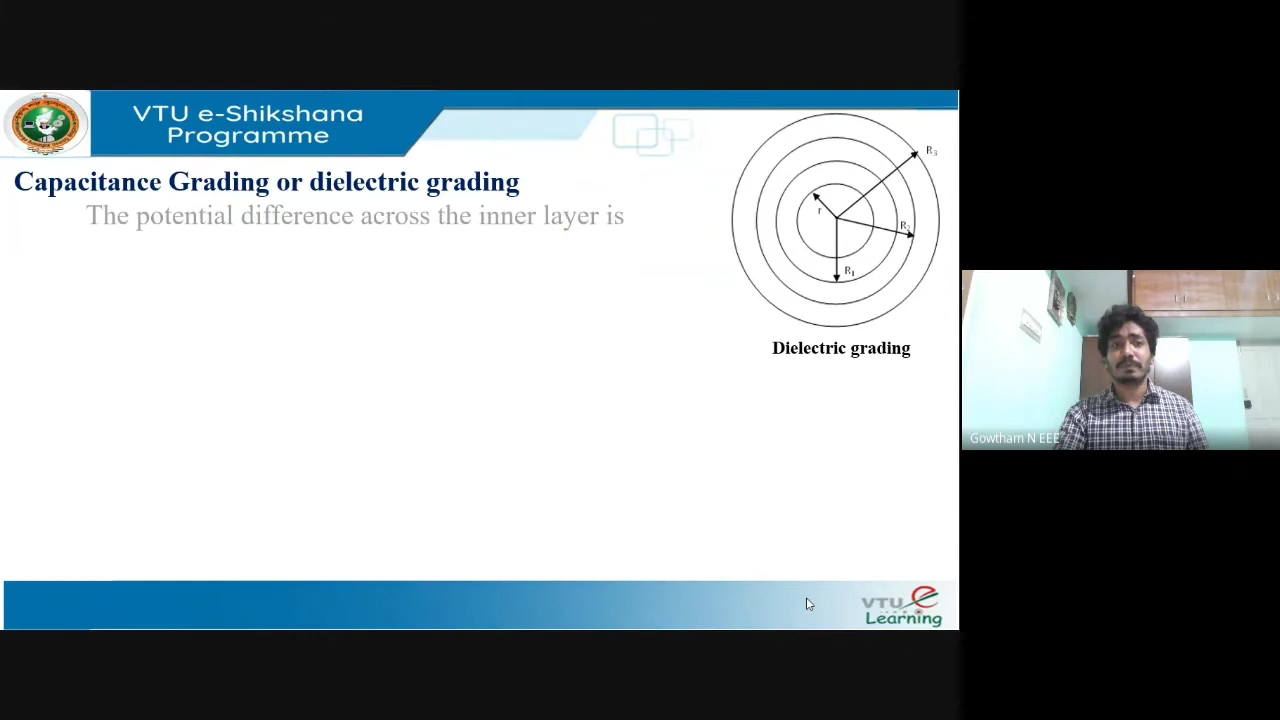 VTU e-Shikshana
Programme
Capacitance Grading or dielectric grading
The potential difference across the inner layer is
R3
r
R2
R1
Dielectric grading
Gowtham N EEE
VTU e
Learning